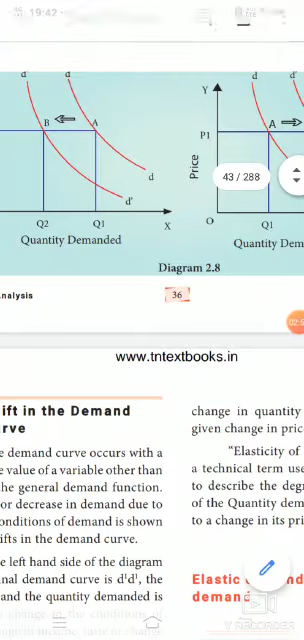 19:42
d
d
B
A
d
d'
Q2
Q1
X
Quantity Demanded
Y
d
d'
P1
A
Price
43 / 288
O
Q1
Quantity Dem
Diagram 2.8
nalysis
36
www.tntextbooks.in
ift in the Demand
rve
e demand curve occurs with a
e value of a variable other than
he general demand function.
or decrease in demand due to
onditions of demand is shown
ifts in the demand curve.
e left hand side of the diagram
nal demand curve is d'd', the
and the quantity demanded is
change in quantity
given change in pric
"Elasticity of
a technical term use
to describe the degr
of the Quantity dem
to a change in its pri
Elastic
demand
V RECORDER